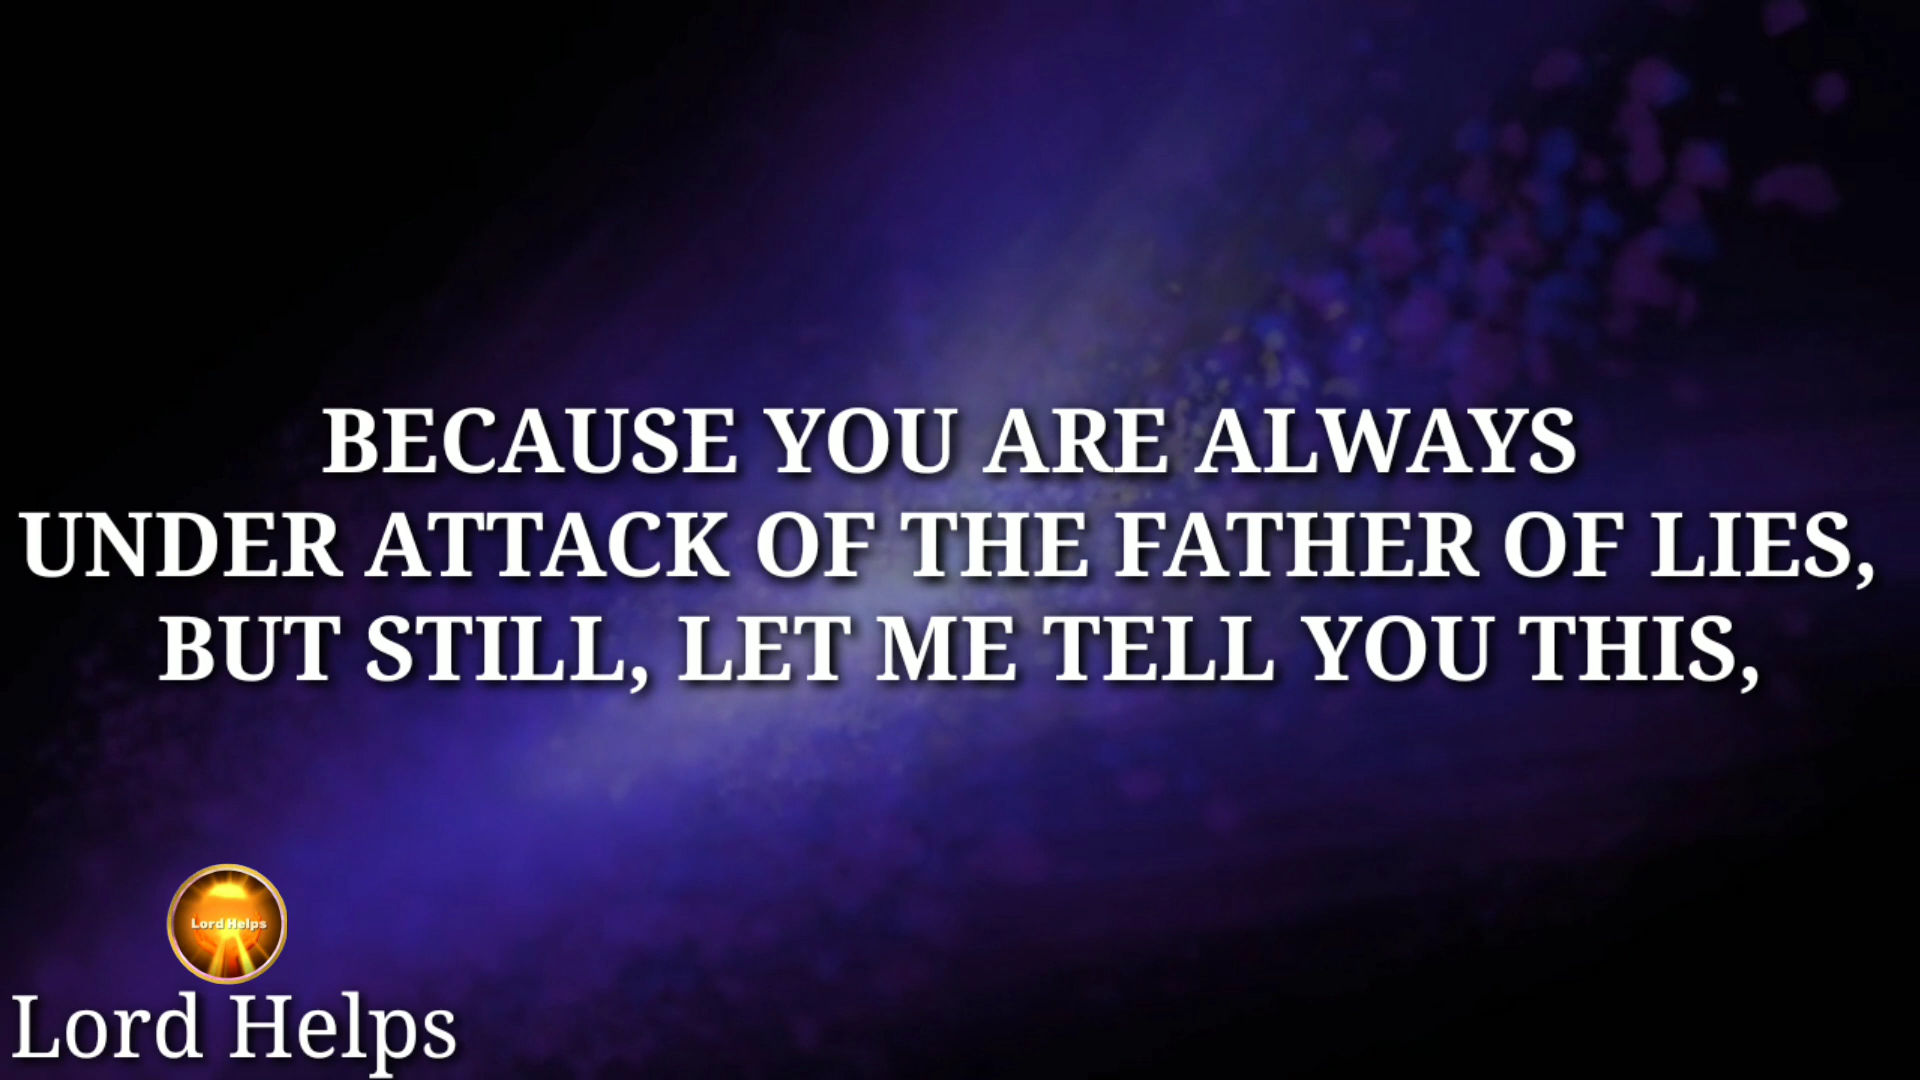 BECAUSE YOU ARE ALWAYS
UNDER ATTACK OF THE FATHER OF LIES,
BUT STILL, LET ME TELL YOU THIS,
Lord Helps
Lord Helps